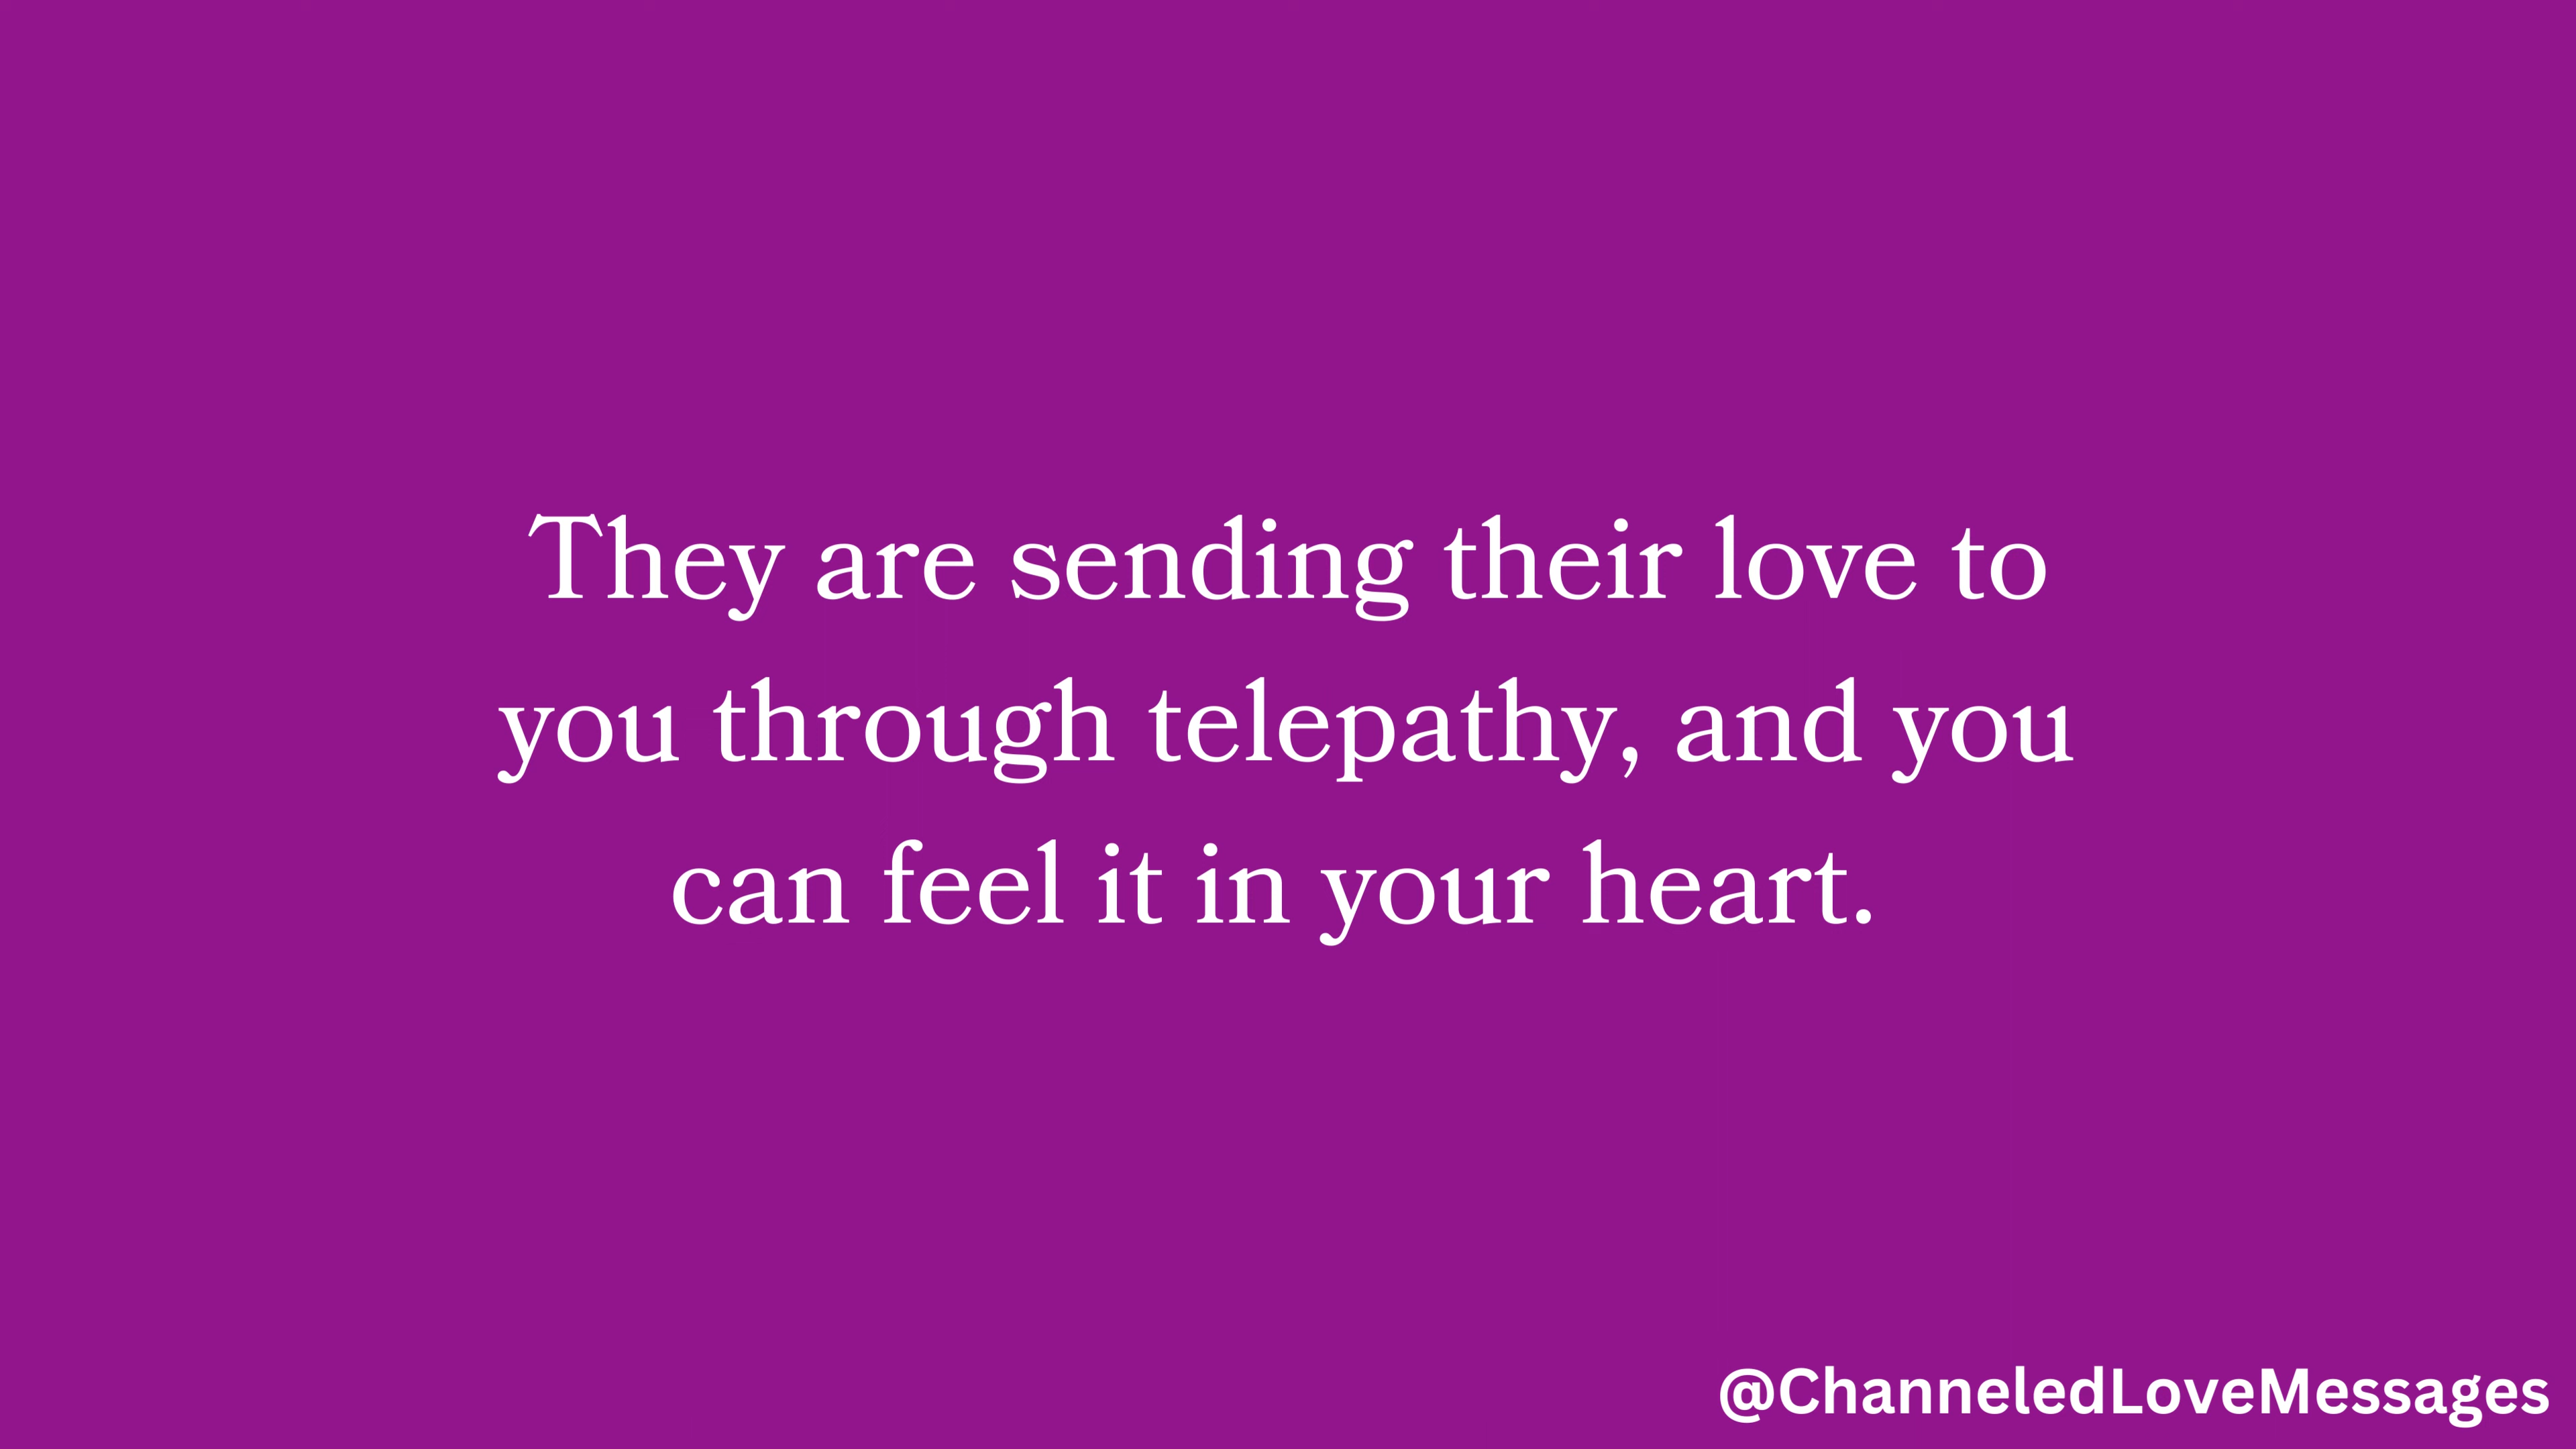 They are sending their love to
you through telepathy, and you
can feel it in your heart.
@ChanneledLoveMessages